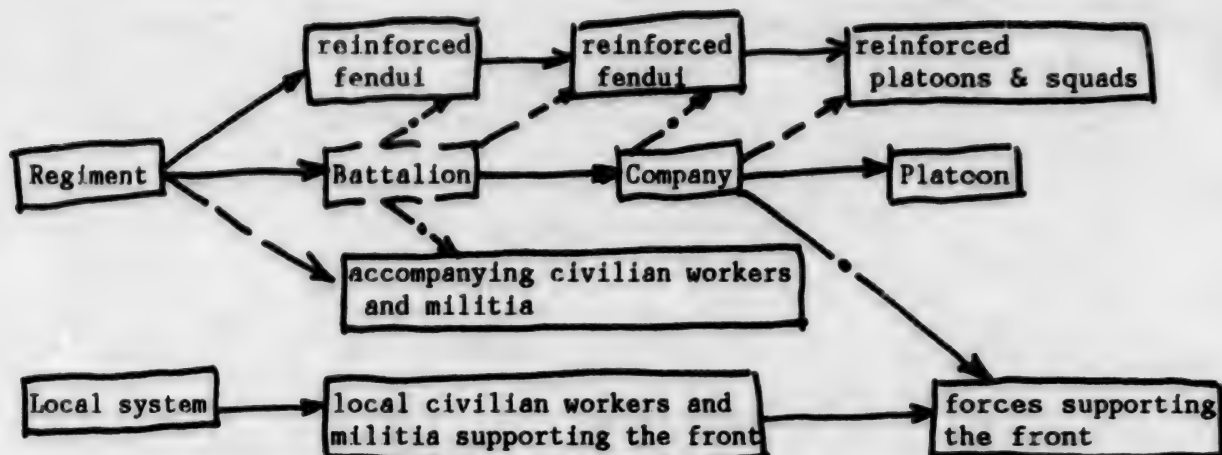 reinforced
fendui
reinforced
fendui
reinforced
platoons & squads
Regiment
Battalion
Company
Platoon
accompanying civilian workers
and militia
Local system
local civilian workers and
militia supporting the front
forces supporting
the front